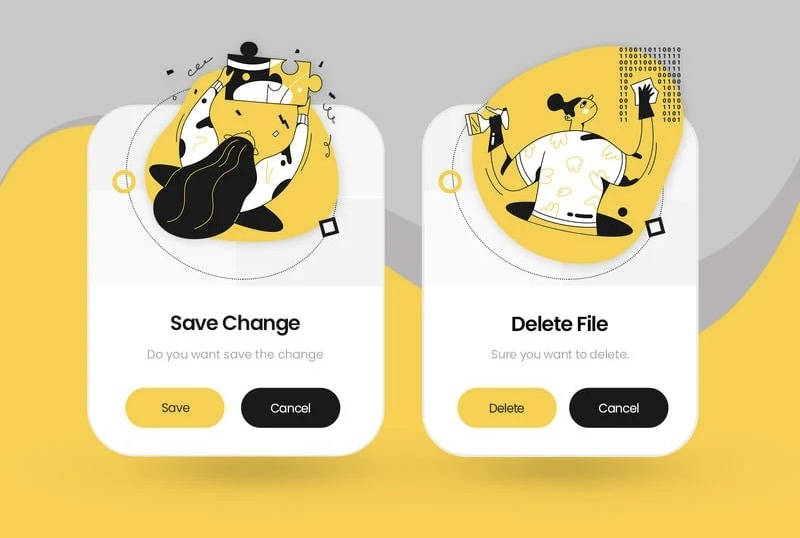 Save Change
Do you want save the change
Save
Cancel
0100110110010
Delete File
Sure you want to delete.
Delete
Cancel